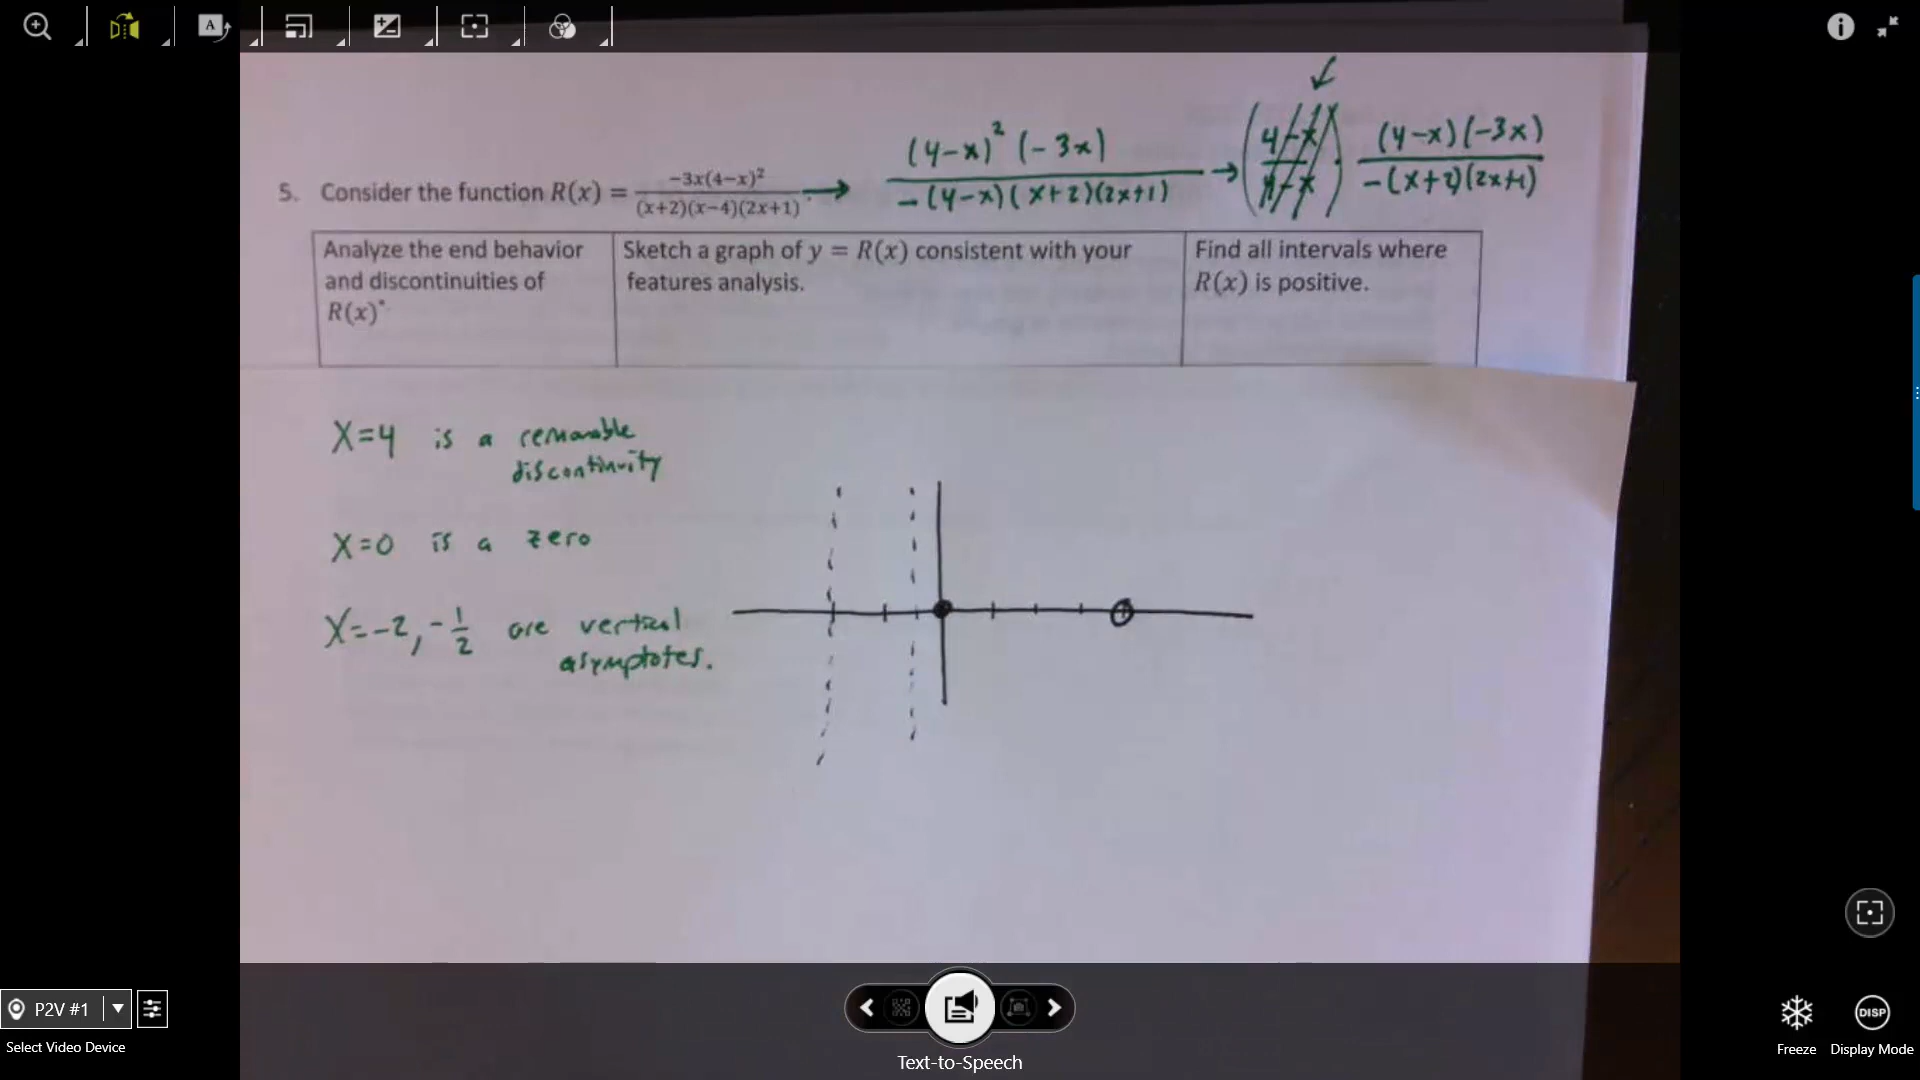 (4-x)² (-3x)
-(4-x)(x+2)(2x+1)
(4-x / 4-x) · (4-x)(-3x)
-(x+2)(2x+1)
5. Consider the function R(x) = -3x(4-x)² / (x+2)(x-4)(2x+1)
Analyze the end behavior
and discontinuities of
R(x)*
Sketch a graph of y = R(x) consistent with your
features analysis.
Find all intervals where
R(x) is positive.
X=4 is a removable
discontinuity
X=0 is a zero
X=-2, -1/2 are vertical
asymptotes.
P2V #1
Select Video Device
Text-to-Speech
Freeze
DISP
Display Mode